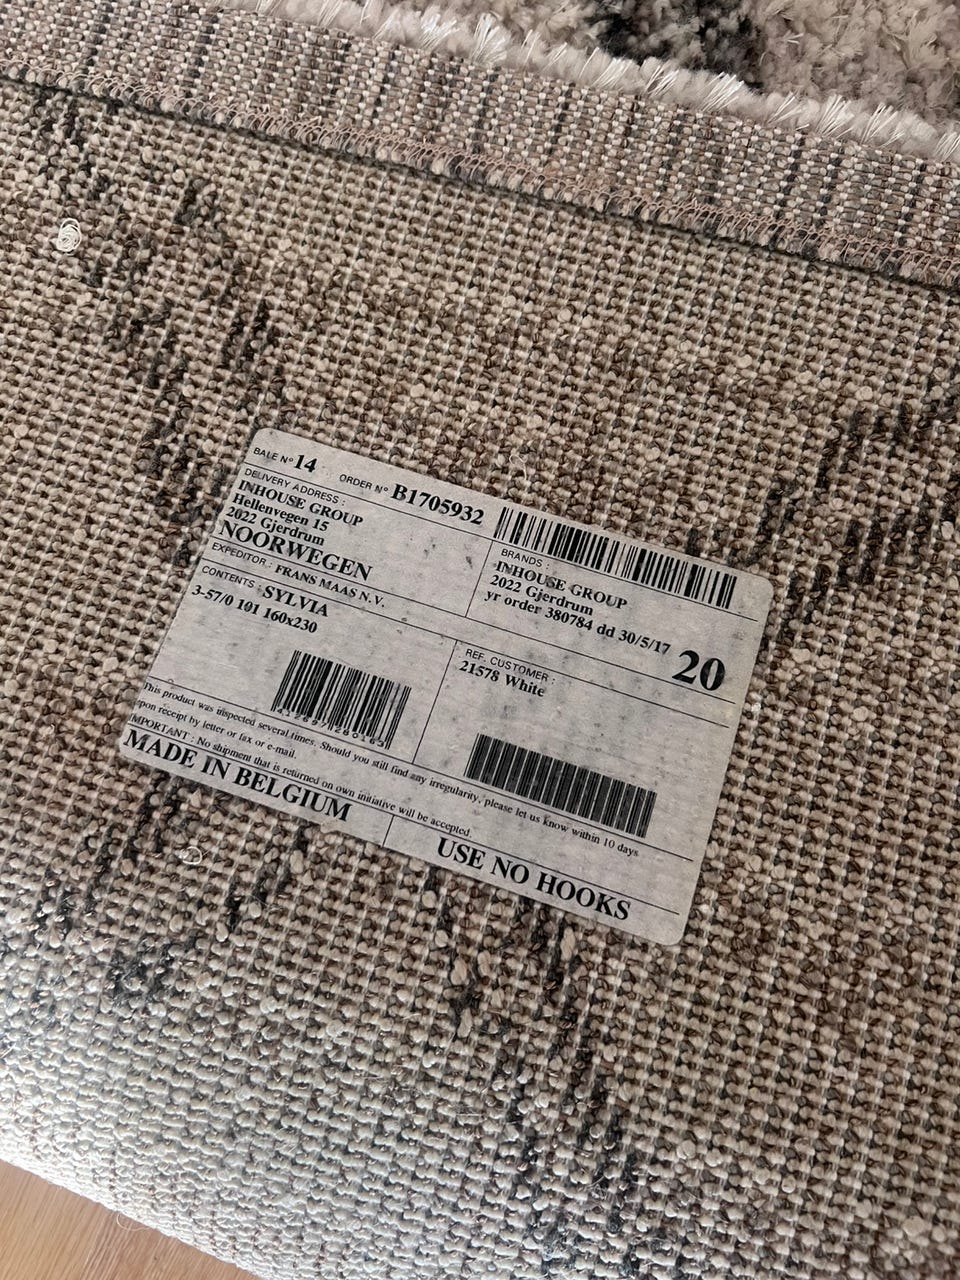 BALE N° 14 ORDER N° B1705932
DELIVERY ADDRESS :
INHOUSE GROUP
Hellenvegen 15
2022 Gjerdrum
NOORWEGEN
EXPEDITOR : FRANS MAAS N.V.
BRANDS :
INHOUSE GROUP
2022 Gjerdrum
yr order 380784 dd 30/5/17
20
CONTENTS : SYLVIA
3-57/0 101 160x230
REF. CUSTOMER :
21578 White
This product was inspected several times. Should you still find any irregularity, please let us know within 10 days
upon receipt by letter or fax or e-mail.
IMPORTANT : No shipment that is returned on own initiative will be accepted.
MADE IN BELGIUM
USE NO HOOKS